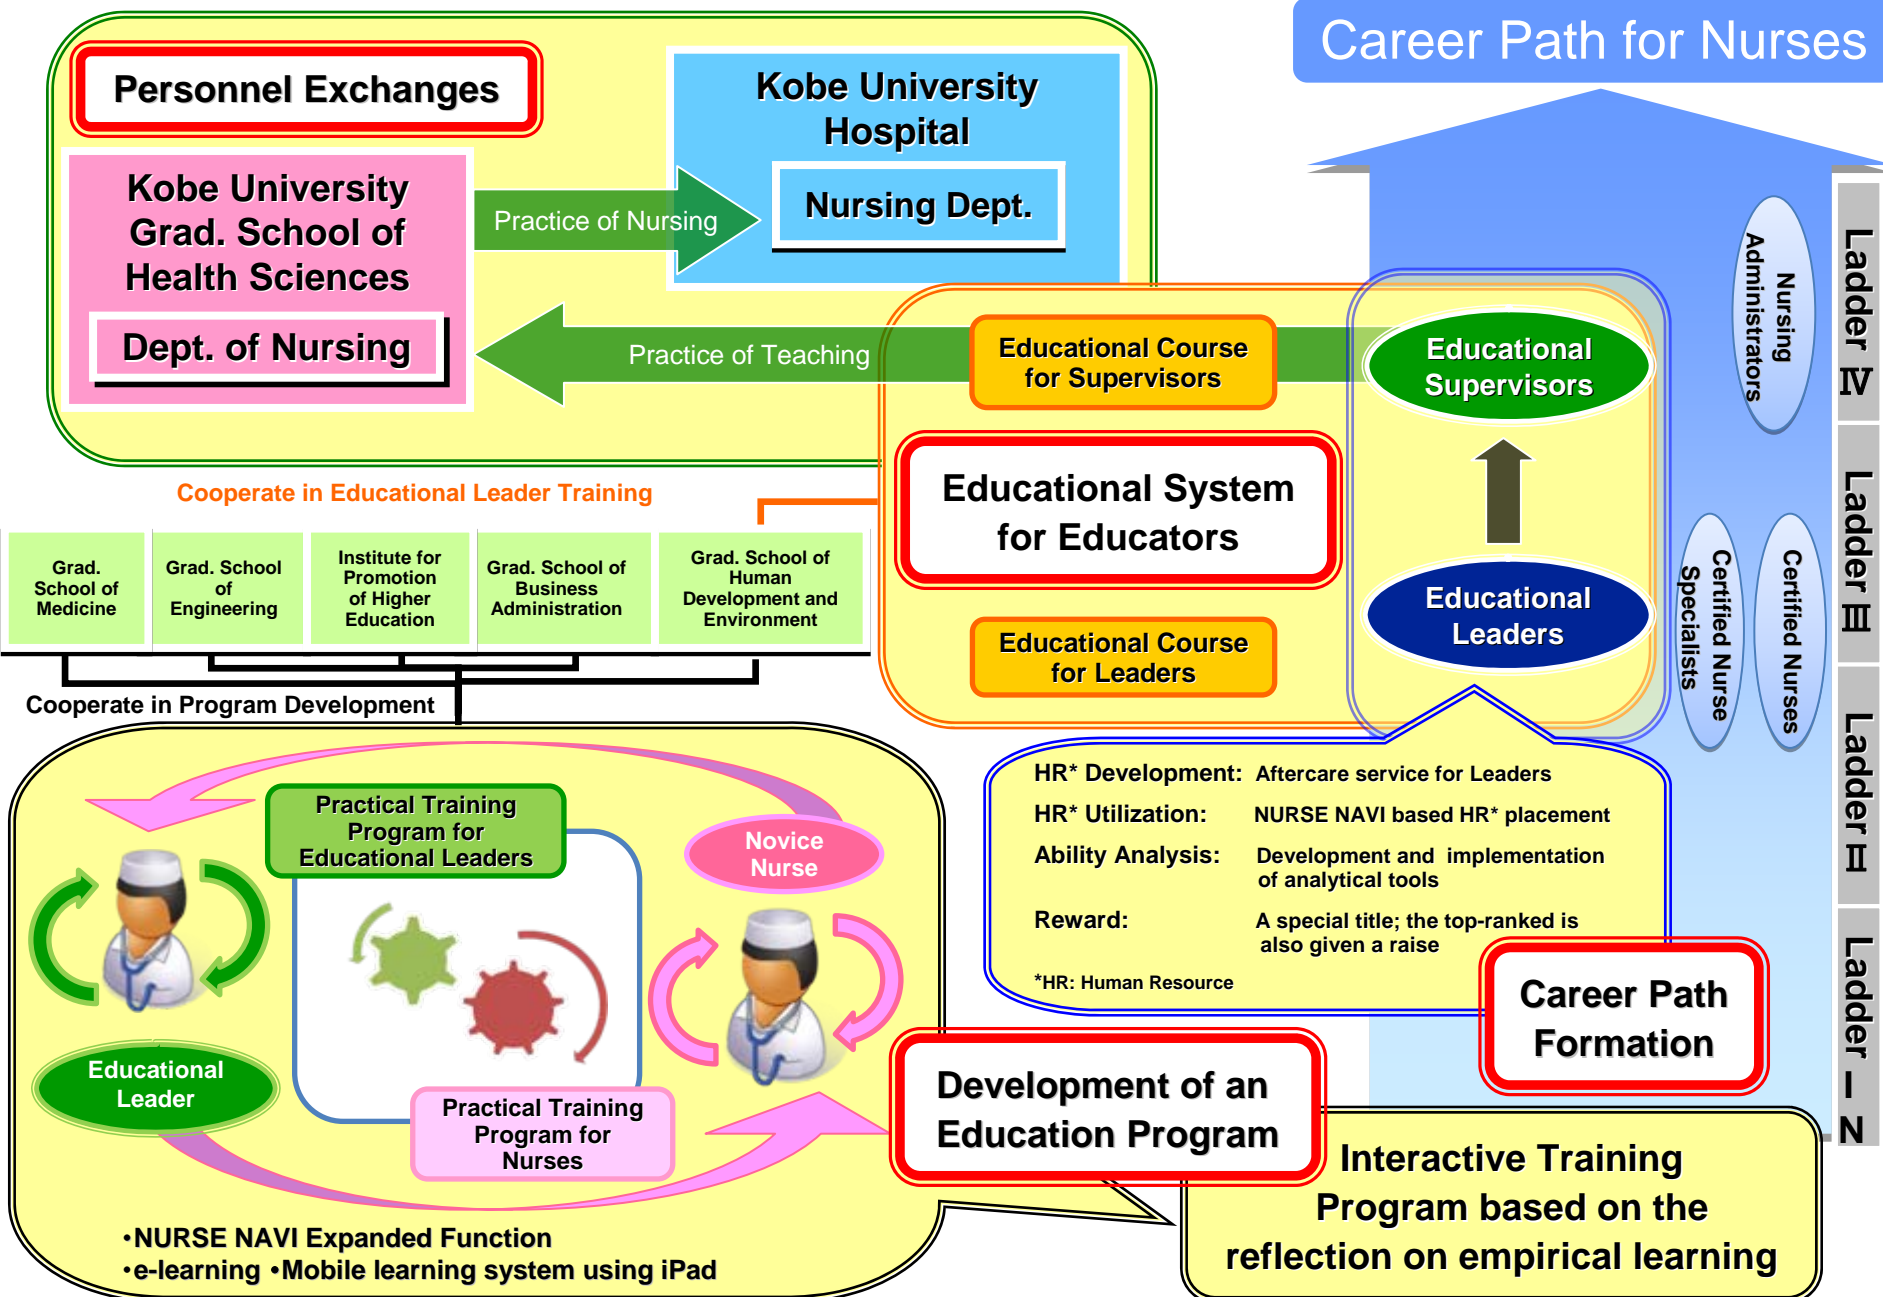 Career Path for Nurses
Personnel Exchanges
Kobe University
Hospital
Nursing Dept.
Kobe University
Grad. School of
Health Sciences
Dept. of Nursing
Practice of Nursing
Practice of Teaching
Educational Course
for Supervisors
Educational
Supervisors
Educational System
for Educators
Educational
Leaders
Educational Course
for Leaders
Nursing
Administrators
Certified Nurse
Specialists
Certified Nurses
Ladder Ⅳ
Ladder Ⅲ
Ladder Ⅱ
Ladder Ⅰ
N
Cooperate in Educational Leader Training
Grad.
School of
Medicine
Grad. School
of
Engineering
Institute for
Promotion
of Higher
Education
Grad. School of
Business
Administration
Grad. School of
Human
Development and
Environment
Cooperate in Program Development
Practical Training
Program for
Educational Leaders
Novice
Nurse
Educational
Leader
Practical Training
Program for
Nurses
•NURSE NAVI Expanded Function
•e-learning •Mobile learning system using iPad
HR* Development: Aftercare service for Leaders
HR* Utilization: NURSE NAVI based HR* placement
Ability Analysis: Development and implementation
of analytical tools
Reward: A special title; the top-ranked is
also given a raise
*HR: Human Resource
Career Path
Formation
Development of an
Education Program
Interactive Training
Program based on the
reflection on empirical learning